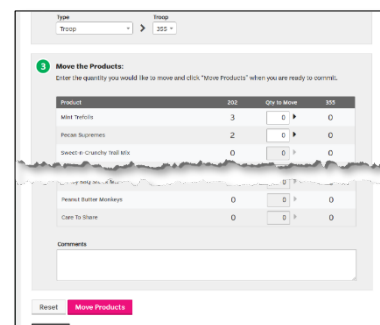 Type Troop
Troop > 355
3 Move the Products:
Enter the quantity you would like to move and click "Move Products" when you are ready to commit.
Product 202 Qty to Move 355
Mint Trefoils 3 0 0
Pecan Supremes 2 0 0
Sweet-n-Crunchy Trail Mix 0 0 0
0
Peanut Butter Monkeys 0 0 0
Care To Share 0 0 0
Comments
Reset Move Products